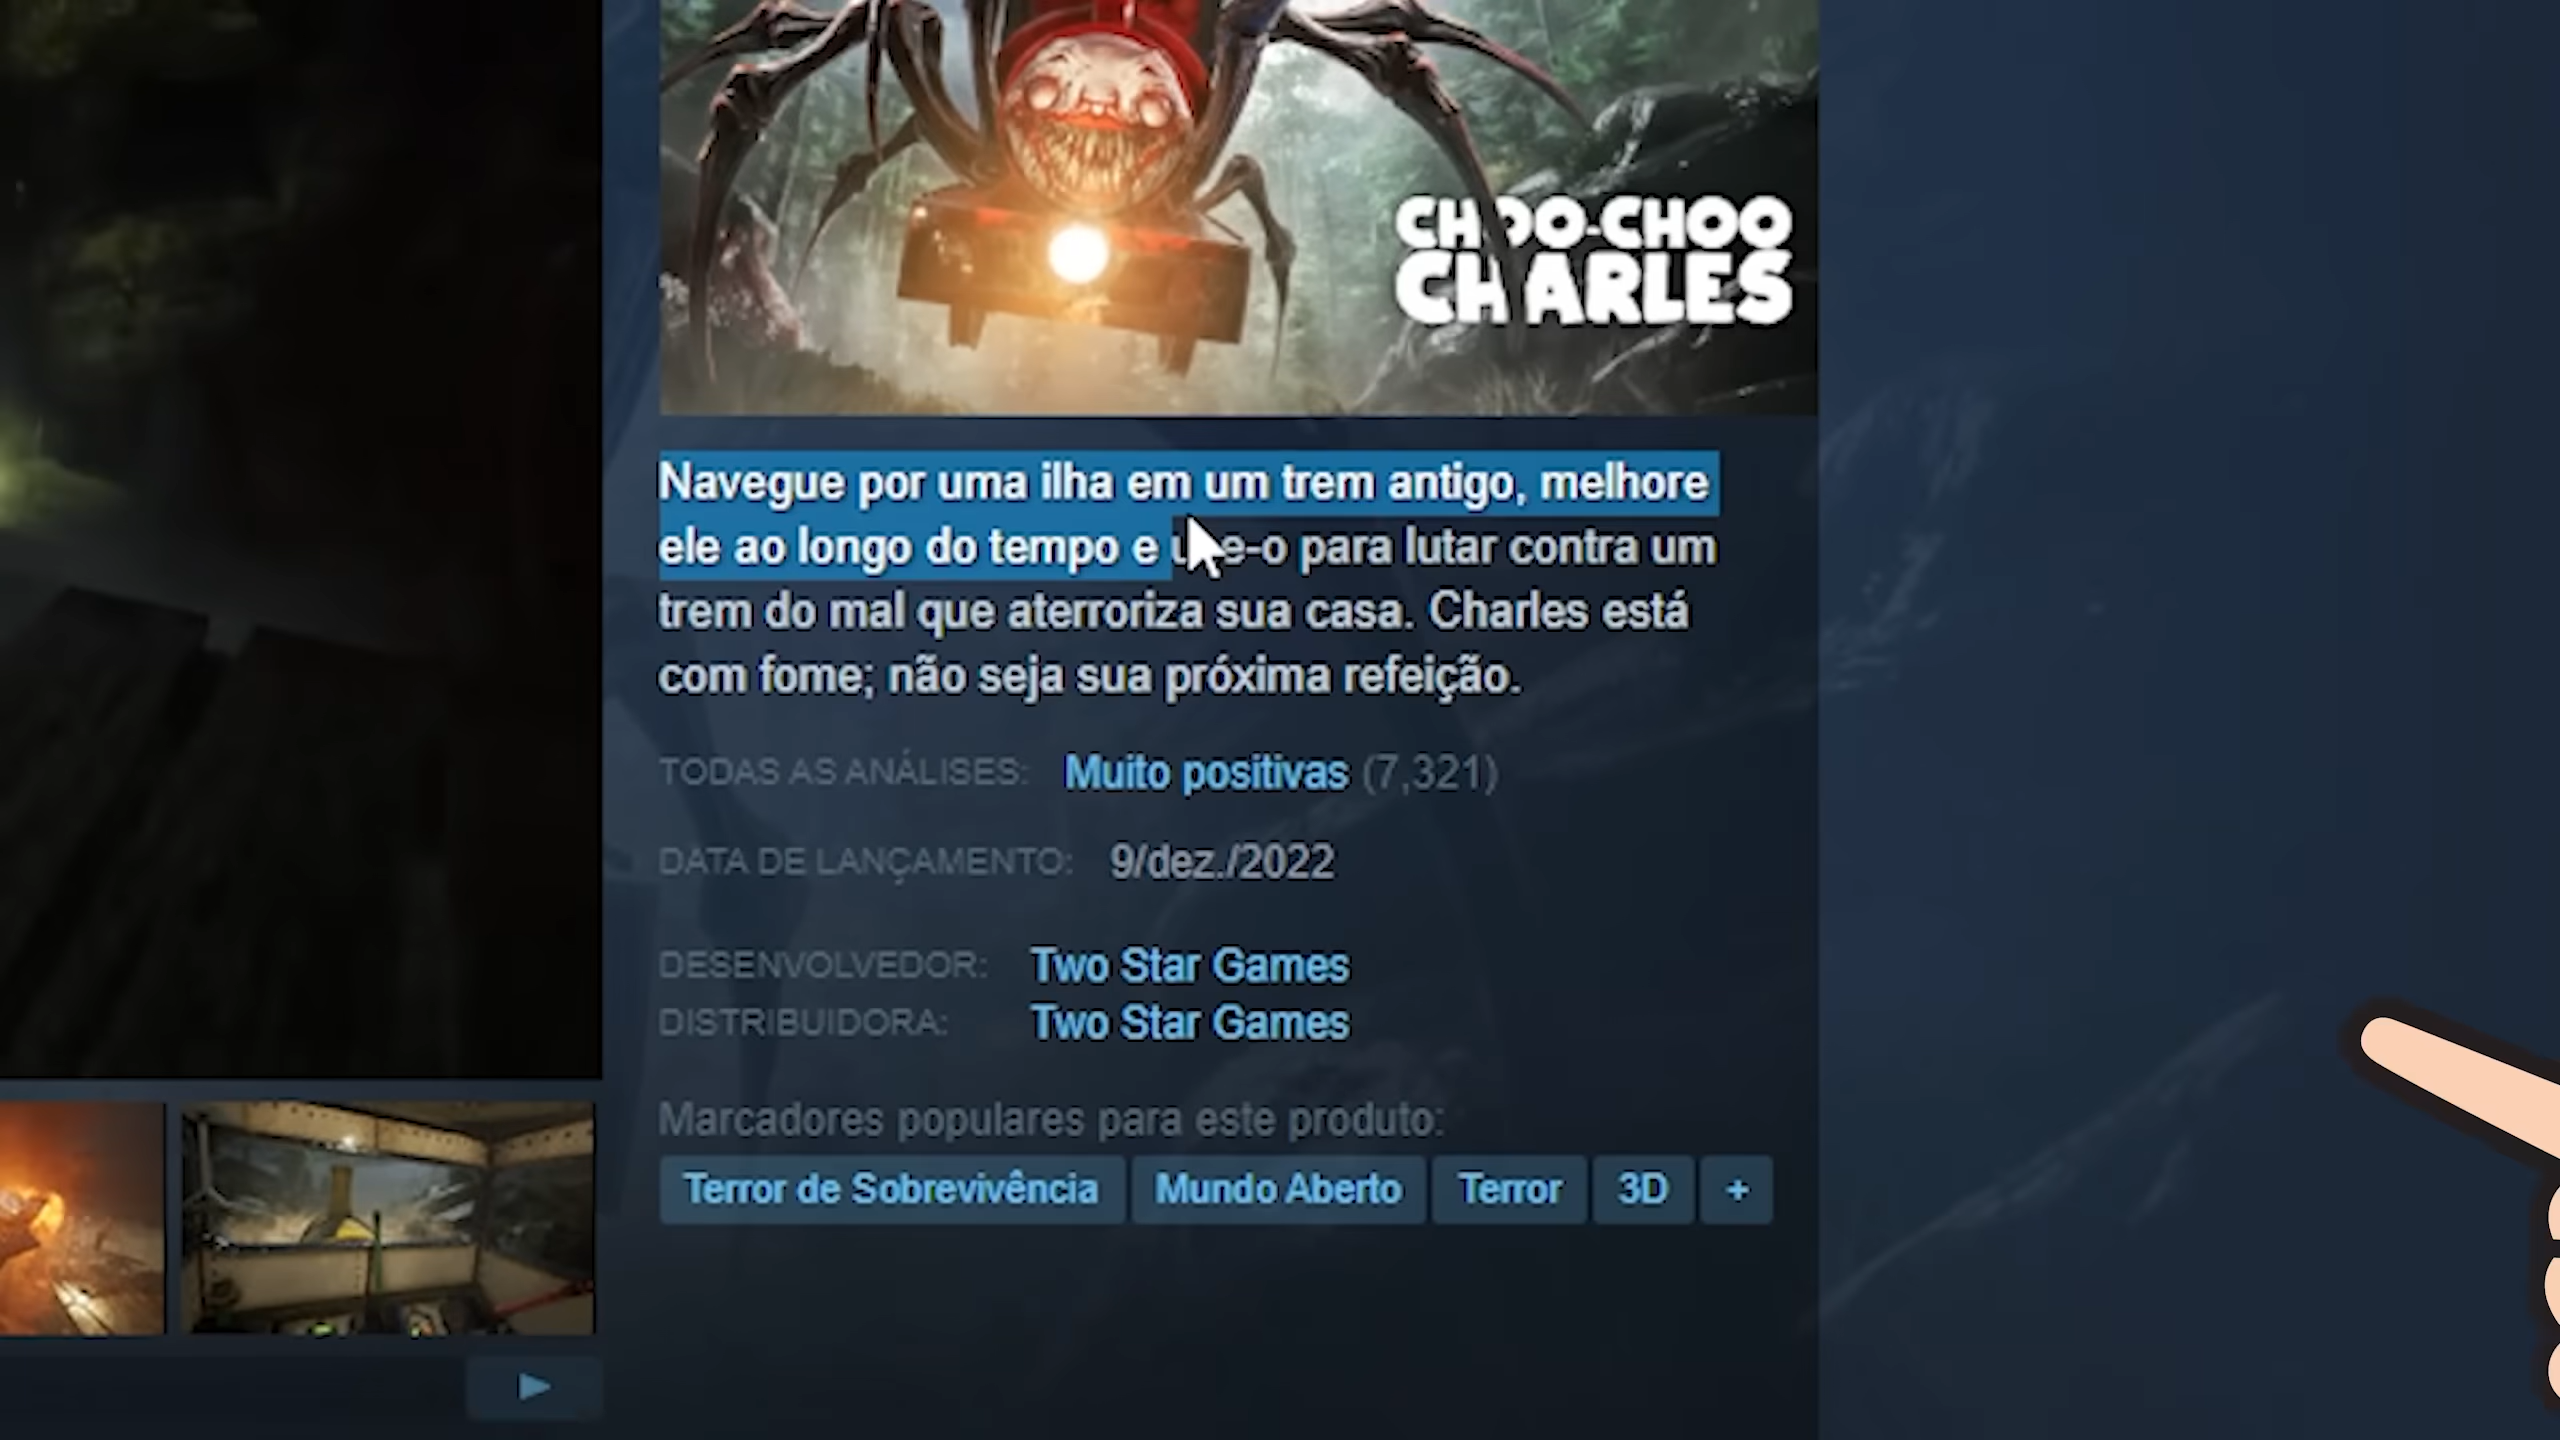 CHOO-CHOO
CHARLES
Navegue por uma ilha em um trem antigo, melhore
ele ao longo do tempo e use-o para lutar contra um
trem do mal que aterroriza sua casa. Charles está
com fome; não seja sua próxima refeição.
TODAS AS ANÁLISES: Muito positivas (7,321)
DATA DE LANÇAMENTO: 9/dez./2022
DESENVOLVEDOR: Two Star Games
DISTRIBUIDORA: Two Star Games
Marcadores populares para este produto:
Terror de Sobrevivência Mundo Aberto Terror 3D +